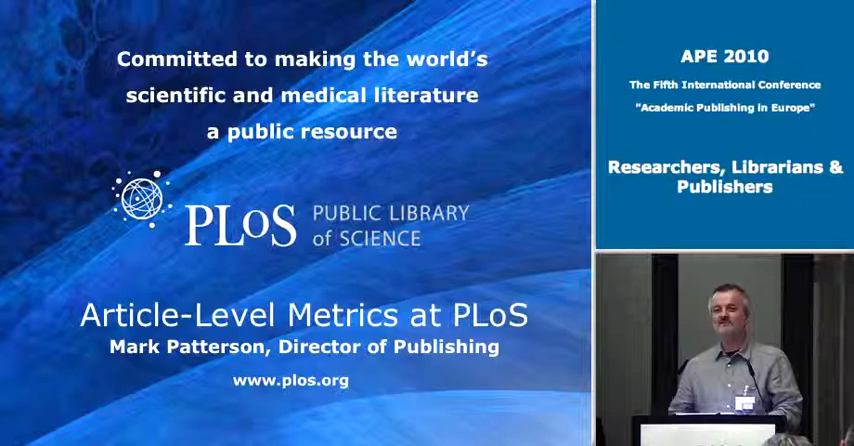 Committed to making the world's
scientific and medical literature
a public resource
PLoS PUBLIC LIBRARY
of SCIENCE
Article-Level Metrics at PLoS
Mark Patterson, Director of Publishing
www.plos.org
APE 2010
The Fifth International Conference
"Academic Publishing in Europe"
Researchers, Librarians &
Publishers